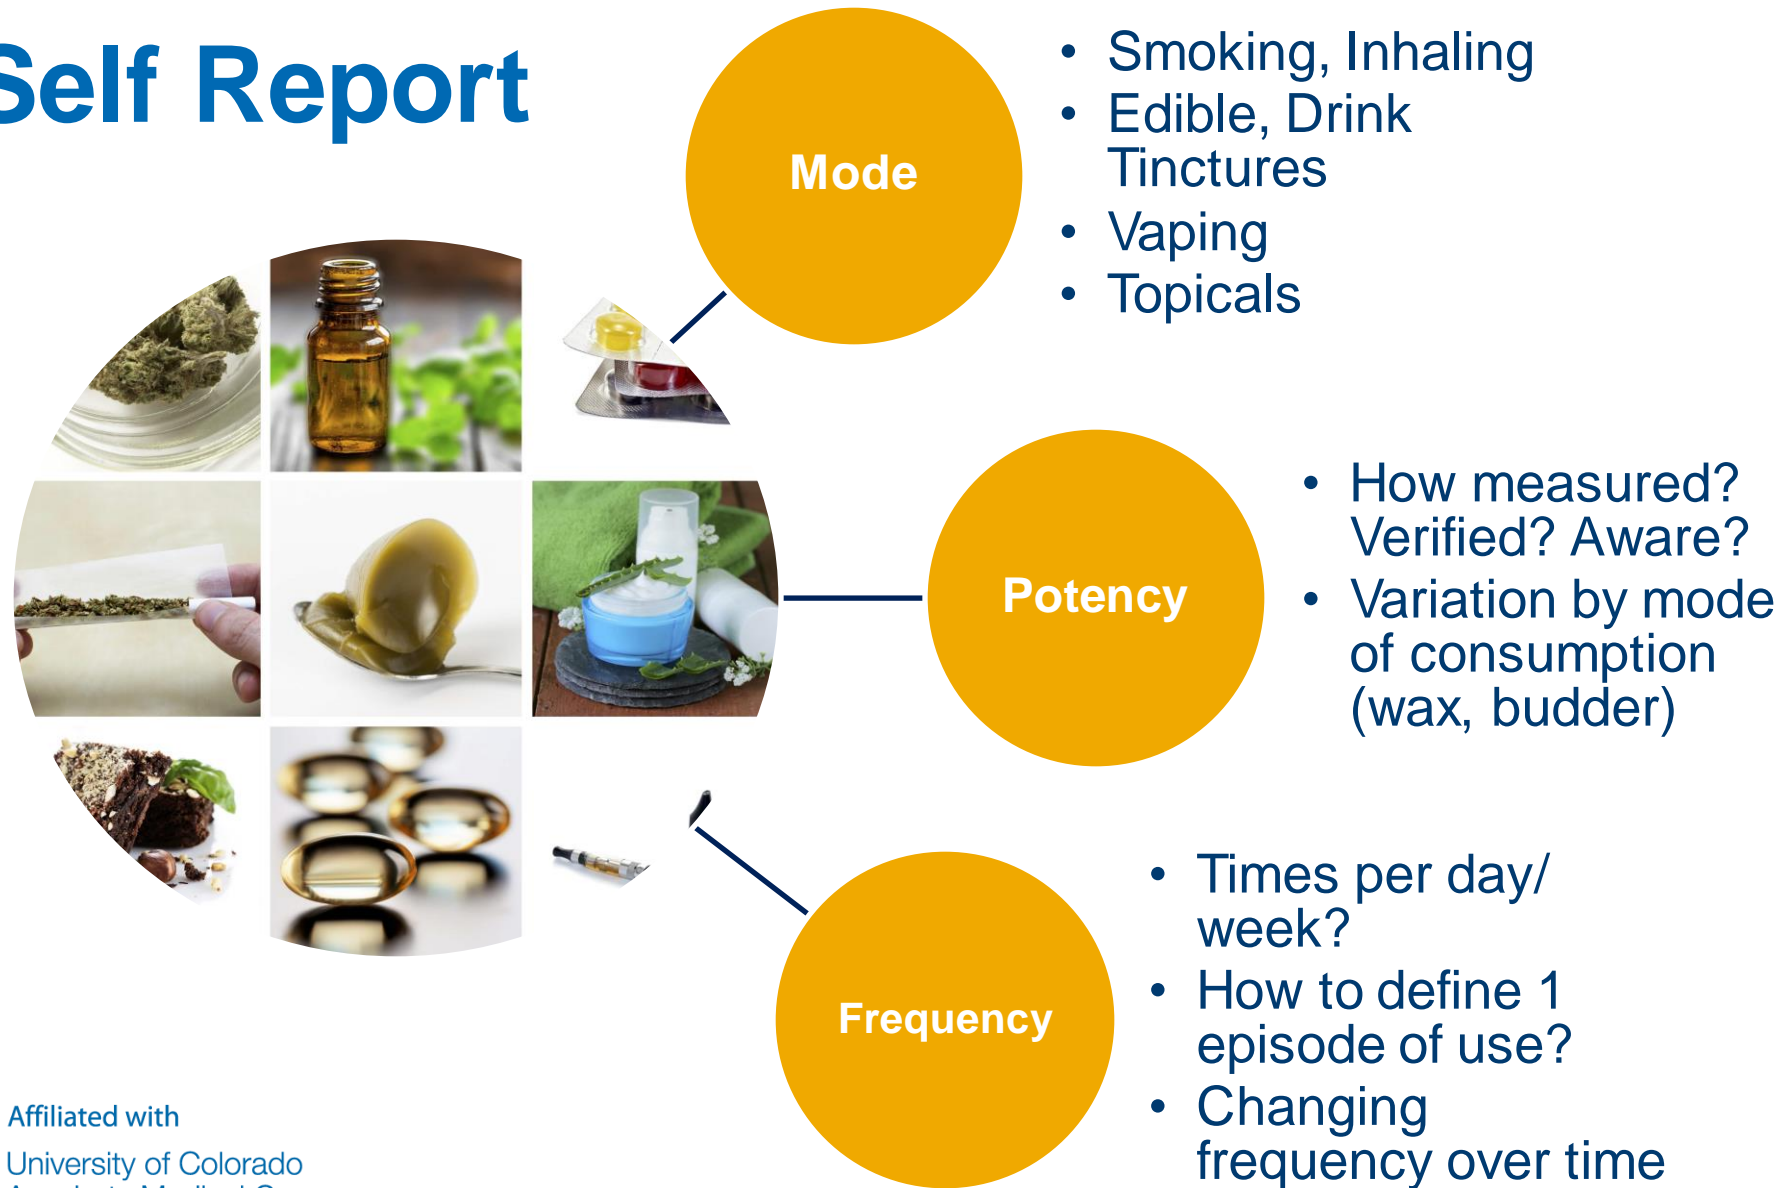 Self Report
Mode
• Smoking, Inhaling
• Edible, Drink
Tinctures
• Vaping
• Topicals
Potency
• How measured?
Verified? Aware?
• Variation by mode
of consumption
(wax, budder)
Frequency
• Times per day/
week?
• How to define 1
episode of use?
• Changing
frequency over time
Affiliated with
University of Colorado